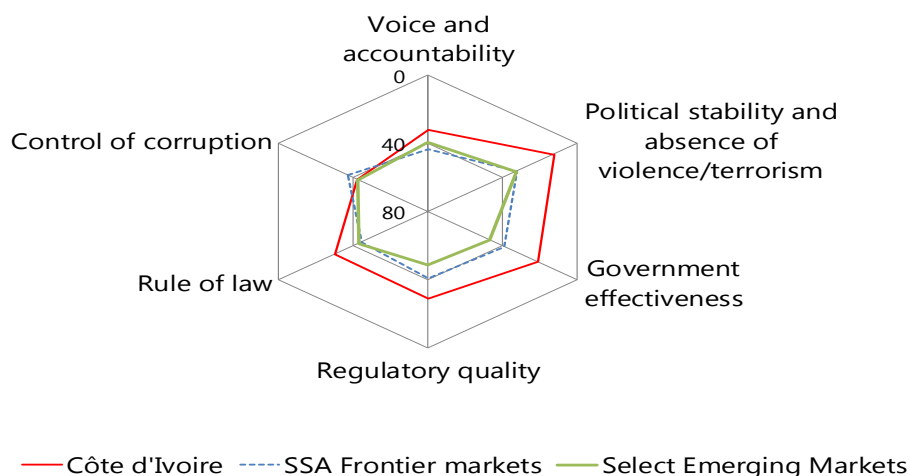 Voice and
accountability
0
Political stability and
absence of
violence/terrorism
Control of corruption
40
80
Government
effectiveness
Rule of law
Regulatory quality
Côte d'Ivoire
SSA Frontier markets
Select Emerging Markets